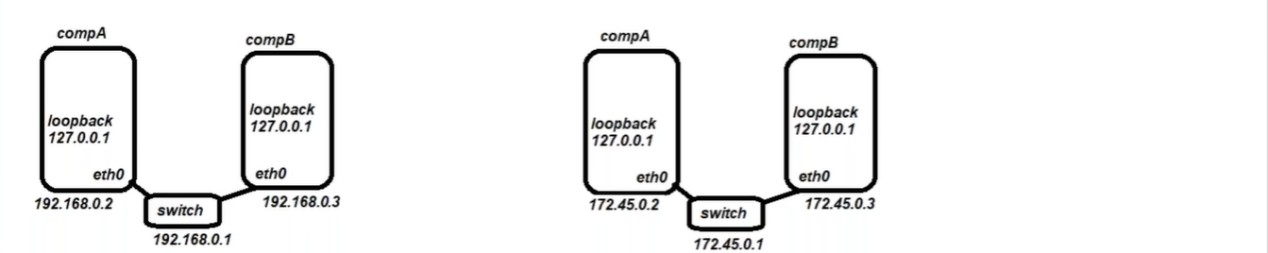 compA
compB
loopback
127.0.0.1
loopback
127.0.0.1
eth0
eth0
192.168.0.2
switch
192.168.0.3
192.168.0.1
compA
compB
loopback
127.0.0.1
loopback
127.0.0.1
eth0
eth0
172.45.0.2
switch
172.45.0.3
172.45.0.1